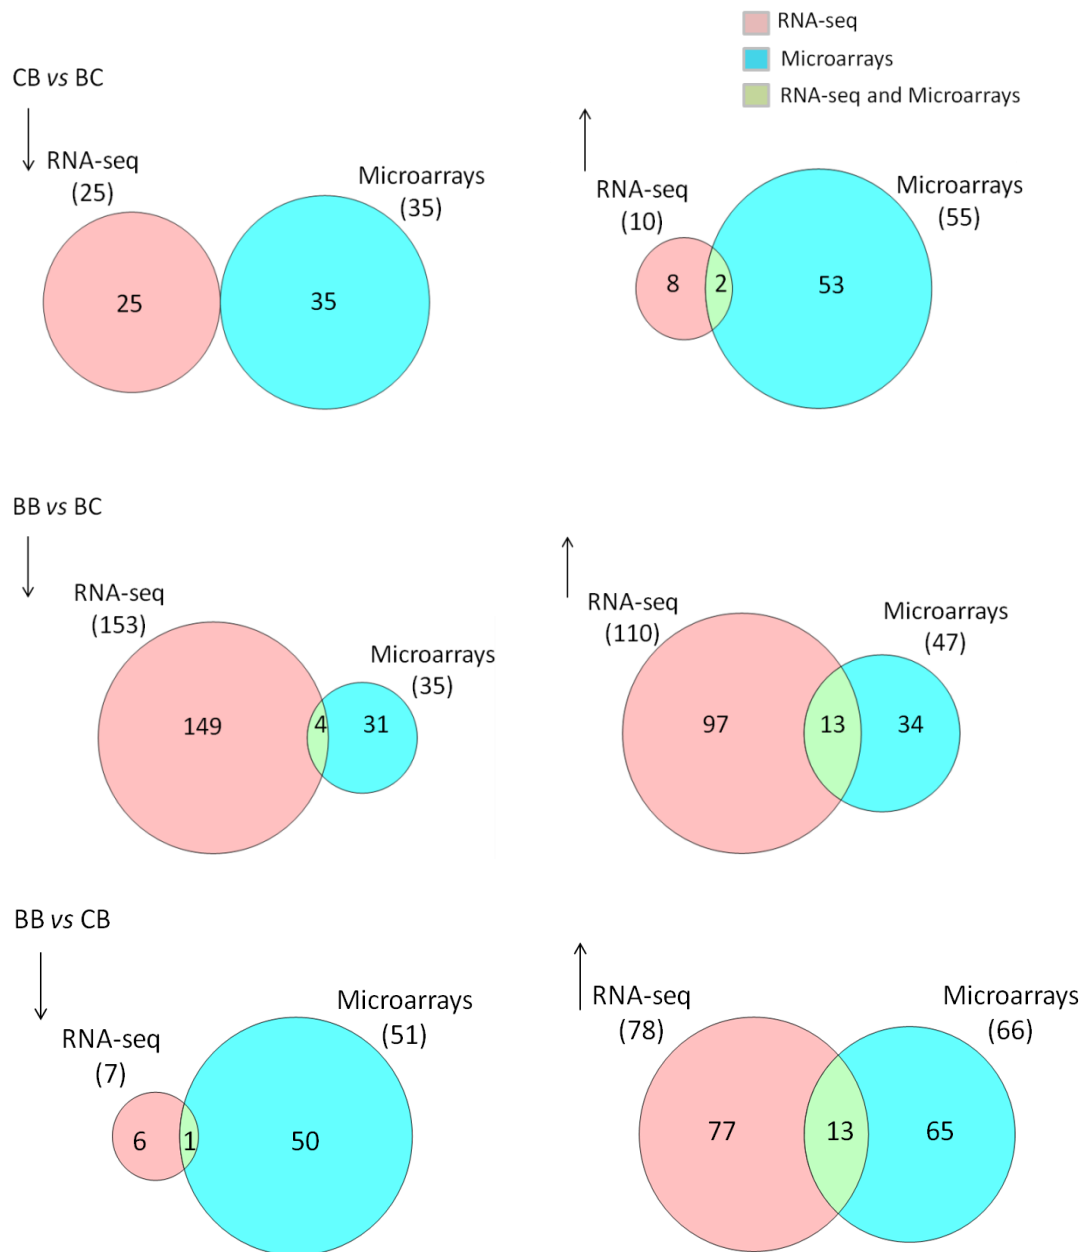 RNA-seq
Microarrays
RNA-seq and Microarrays
CB vs BC
RNA-seq
(25)
Microarrays
(35)
25
35
RNA-seq
(10)
Microarrays
(55)
8
2
53
BB vs BC
RNA-seq
(153)
Microarrays
(35)
149
4
31
RNA-seq
(110)
Microarrays
(47)
97
13
34
BB vs CB
RNA-seq
(7)
Microarrays
(51)
6
1
50
RNA-seq
(78)
Microarrays
(66)
77
13
65